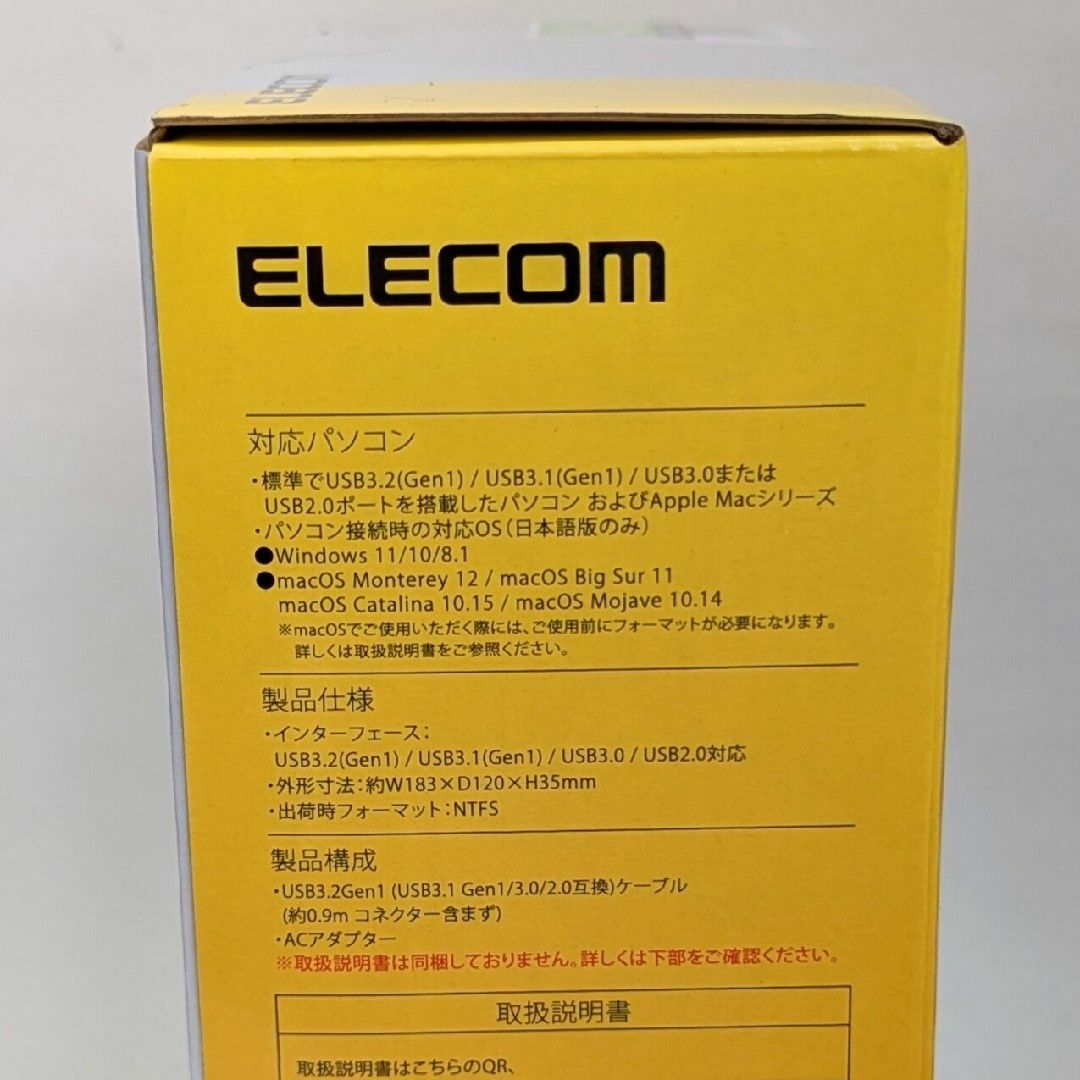 ELECOM
ELECOM
対応パソコン
・標準でUSB3.2(Gen1) / USB3.1(Gen1) / USB3.0または
USB2.0ポートを搭載したパソコン およびApple Macシリーズ
・パソコン接続時の対応OS（日本語版のみ）
●Windows 11/10/8.1
●macOS Monterey 12 / macOS Big Sur 11
macOS Catalina 10.15 / macOS Mojave 10.14
※macOSでご使用いただく際には、ご使用前にフォーマットが必要になります。
詳しくは取扱説明書をご参照ください。
製品仕様
・インターフェース：
USB3.2(Gen1) / USB3.1(Gen1) / USB3.0 / USB2.0対応
・外形寸法：約W183×D120×H35mm
・出荷時フォーマット：NTFS
製品構成
・USB3.2Gen1 (USB3.1 Gen1/3.0/2.0互換)ケーブル
(約0.9m コネクター含まず)
・ACアダプター
※取扱説明書は同梱しておりません。詳しくは下部をご確認ください。
取扱説明書
取扱説明書はこちらのQR、